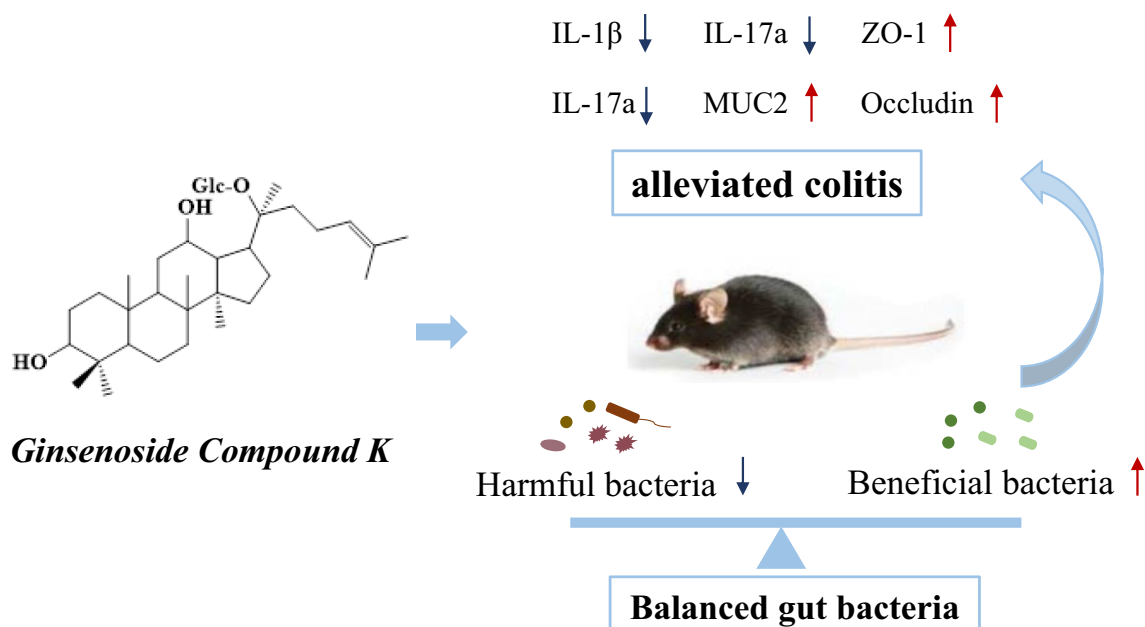 IL-1β IL-17a ZO-1
IL-17a MUC2 Occludin
alleviated colitis
Glc-O
OH
HO
Ginsenoside Compound K
Harmful bacteria Beneficial bacteria
Balanced gut bacteria